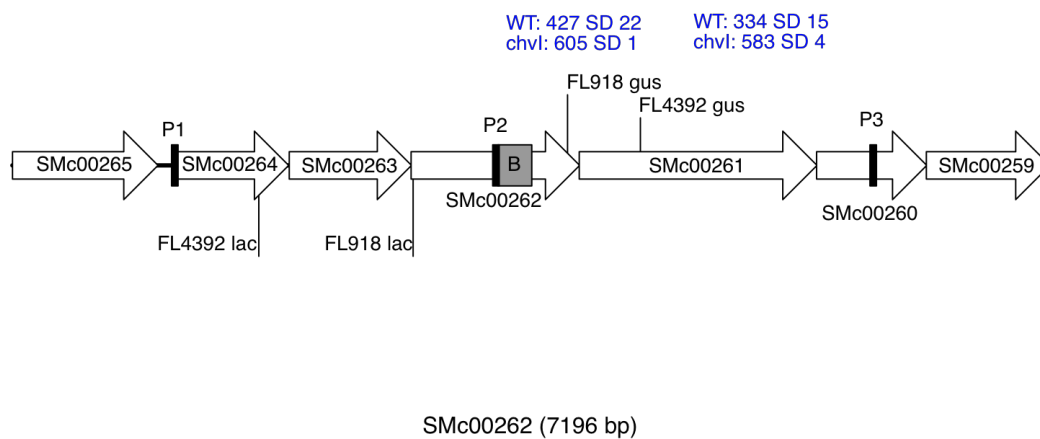 WT: 427 SD 22
chvI: 605 SD 1
WT: 334 SD 15
chvI: 583 SD 4
FL918 gus
FL4392 gus
P1
P2
P3
SMc00265
SMc00264
SMc00263
B
SMc00261
SMc00259
SMc00262
SMc00260
FL4392 lac
FL918 lac
SMc00262 (7196 bp)